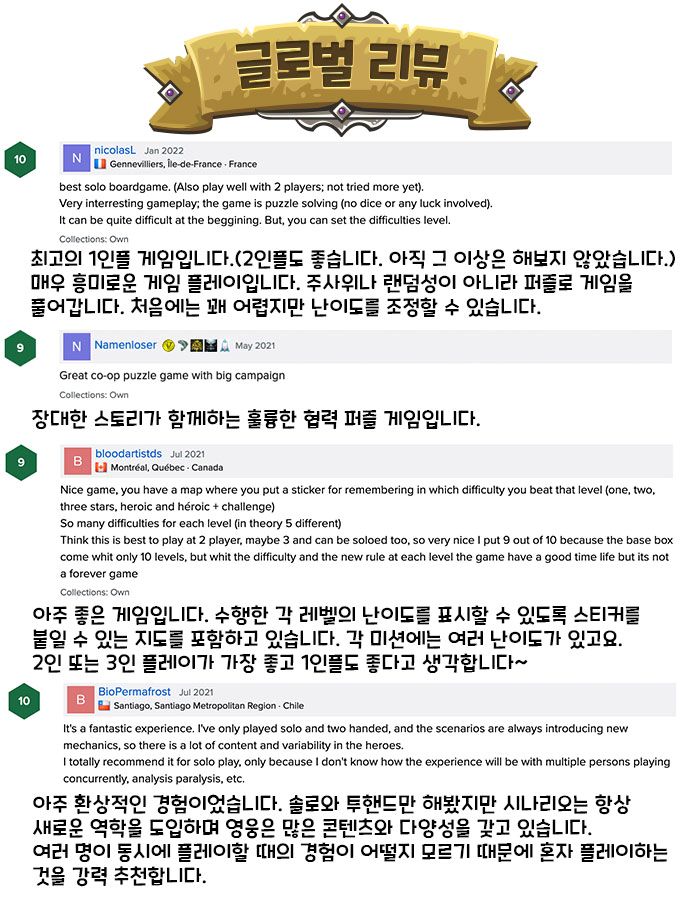 글로벌 리뷰
10
N
nicolasL Jan 2022
Gennevilliers, Île-de-France · France
best solo boardgame. (Also play well with 2 players; not tried more yet).
Very interresting gameplay; the game is puzzle solving (no dice or any luck involved).
It can be quite difficult at the beggining. But, you can set the difficulties level.
Collections: Own
최고의 1인플 게임입니다.(2인플도 좋습니다. 아직 그 이상은 해보지 않았습니다.)
매우 흥미로운 게임 플레이입니다. 주사위나 랜덤성이 아니라 퍼즐로 게임을
풀어갑니다. 처음에는 꽤 어렵지만 난이도를 조정할 수 있습니다.
9
N
Namenloser May 2021
Great co-op puzzle game with big campaign
Collections: Own
장대한 스토리가 함께하는 훌륭한 협력 퍼즐 게임입니다.
9
B
bloodartistds Jul 2021
Montréal, Québec · Canada
Nice game, you have a map where you put a sticker for remembering in which difficulty you beat that level (one, two,
three stars, heroic and héroic + challenge)
So many difficulties for each level (in theory 5 different)
Think this is best to play at 2 player, maybe 3 and can be soloed too, so very nice I put 9 out of 10 because the base box
come whit only 10 levels, but whit the difficulty and the new rule at each level the game have a good time life but its not
a forever game
Collections: Own
아주 좋은 게임입니다. 수행한 각 레벨의 난이도를 표시할 수 있도록 스티커를
붙일 수 있는 지도를 포함하고 있습니다. 각 미션에는 여러 난이도가 있고요.
2인 또는 3인 플레이가 가장 좋고 1인플도 좋다고 생각합니다~
10
B
BioPermafrost Jul 2021
Santiago, Santiago Metropolitan Region · Chile
It's a fantastic experience. I've only played solo and two handed, and the scenarios are always introducing new
mechanics, so there is a lot of content and variability in the heroes.
I totally recommend it for solo play, only because I don't know how the experience will be with multiple persons playing
concurrently, analysis paralysis, etc.
아주 환상적인 경험이었습니다. 솔로와 투핸드만 해봤지만 시나리오는 항상
새로운 역학을 도입하며 영웅은 많은 콘텐츠와 다양성을 갖고 있습니다.
여러 명이 동시에 플레이할 때의 경험이 어떨지 모르기 때문에 혼자 플레이하는
것을 강력 추천합니다.